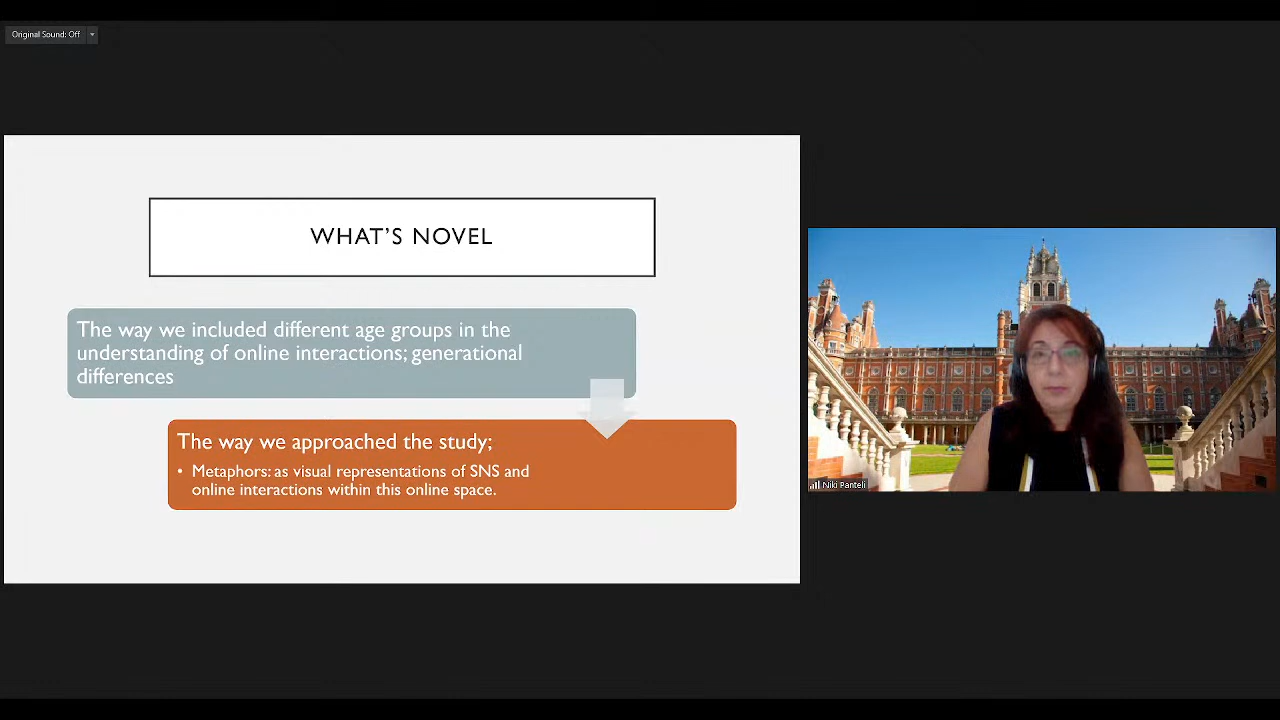 Original Sound: Off
WHAT'S NOVEL
The way we included different age groups in the
understanding of online interactions; generational
differences
The way we approached the study;
• Metaphors: as visual representations of SNS and
online interactions within this online space.
Niki Panteli